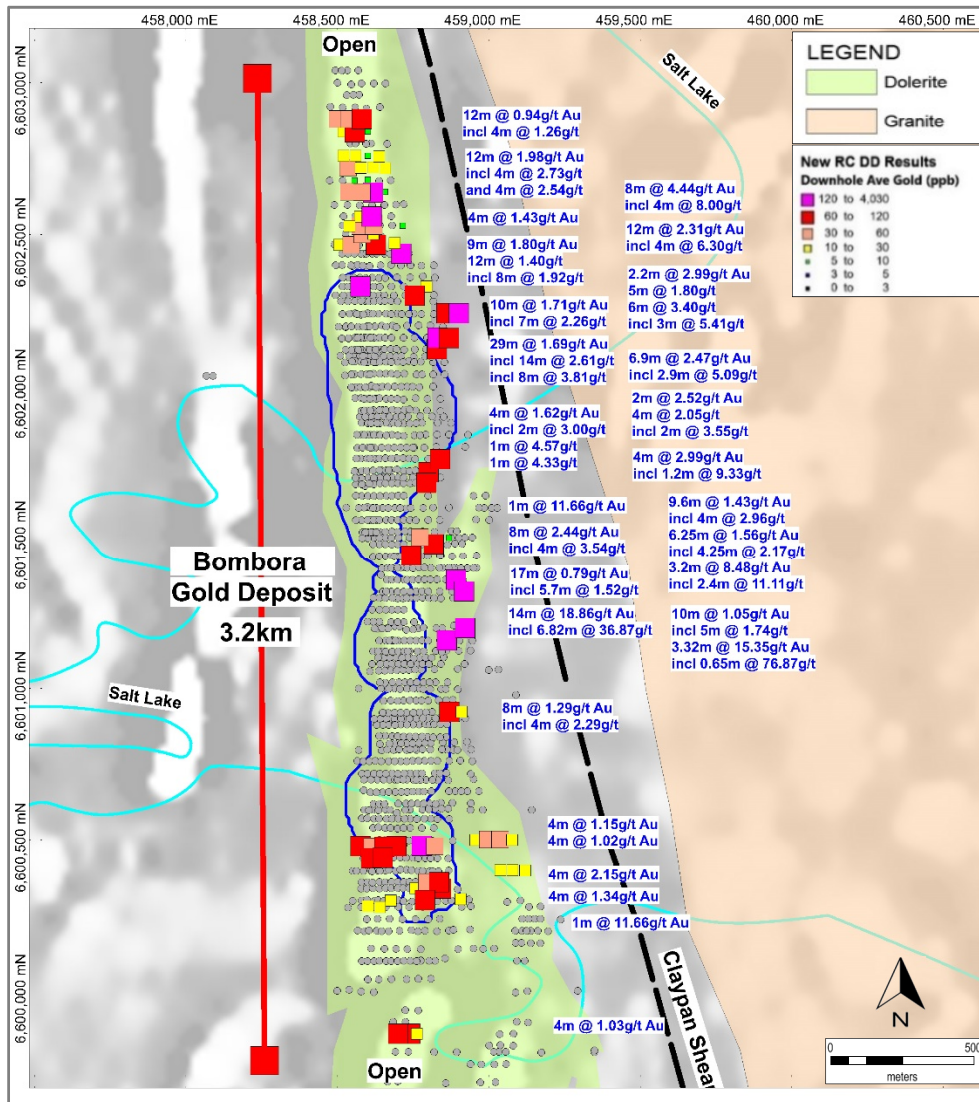 458,000 mE
458,500 mE
459,000 mE
459,500 mE
460,000 mE
460,500 mE
6,603,000 mN
6,602,500 mN
6,602,000 mN
6,601,500 mN
6,601,000 mN
6,600,500 mN
6,600,000 mN
Open
Salt Lake
LEGEND
Dolerite
Granite
New RC DD Results
Downhole Ave Gold (ppb)
120 to 4,030
60 to 120
30 to 60
10 to 30
5 to 10
3 to 5
0 to 3
12m @ 0.94g/t Au
incl 4m @ 1.26g/t
12m @ 1.98g/t Au
incl 4m @ 2.73g/t
and 4m @ 2.54g/t
4m @ 1.43g/t Au
9m @ 1.80g/t Au
12m @ 1.40g/t
incl 8m @ 1.92g/t
10m @ 1.71g/t Au
incl 7m @ 2.26g/t
29m @ 1.69g/t Au
incl 14m @ 2.61g/t
incl 8m @ 3.81g/t
4m @ 1.62g/t Au
incl 2m @ 3.00g/t
1m @ 4.57g/t
1m @ 4.33g/t
1m @ 11.66g/t Au
8m @ 2.44g/t Au
incl 4m @ 3.54g/t
17m @ 0.79g/t Au
incl 5.7m @ 1.52g/t
14m @ 18.86g/t Au
incl 6.82m @ 36.87g/t
8m @ 1.29g/t Au
incl 4m @ 2.29g/t
8m @ 4.44g/t Au
incl 4m @ 8.00g/t
12m @ 2.31g/t Au
incl 4m @ 6.30g/t
2.2m @ 2.99g/t Au
5m @ 1.80g/t
6m @ 3.40g/t
incl 3m @ 5.41g/t
6.9m @ 2.47g/t Au
incl 2.9m @ 5.09g/t
2m @ 2.52g/t Au
4m @ 2.05g/t
incl 2m @ 3.55g/t
4m @ 2.99g/t Au
incl 1.2m @ 9.33g/t
9.6m @ 1.43g/t Au
incl 4m @ 2.96g/t
6.25m @ 1.56g/t Au
incl 4.25m @ 2.17g/t
3.2m @ 8.48g/t Au
incl 2.4m @ 11.11g/t
10m @ 1.05g/t Au
incl 5m @ 1.74g/t
3.32m @ 15.35g/t Au
incl 0.65m @ 76.87g/t
Bombora
Gold Deposit
3.2km
Salt Lake
4m @ 1.15g/t Au
4m @ 1.02g/t Au
4m @ 2.15g/t Au
4m @ 1.34g/t Au
1m @ 11.66g/t Au
4m @ 1.03g/t Au
Claypan Shear
Open
N
0
500
meters